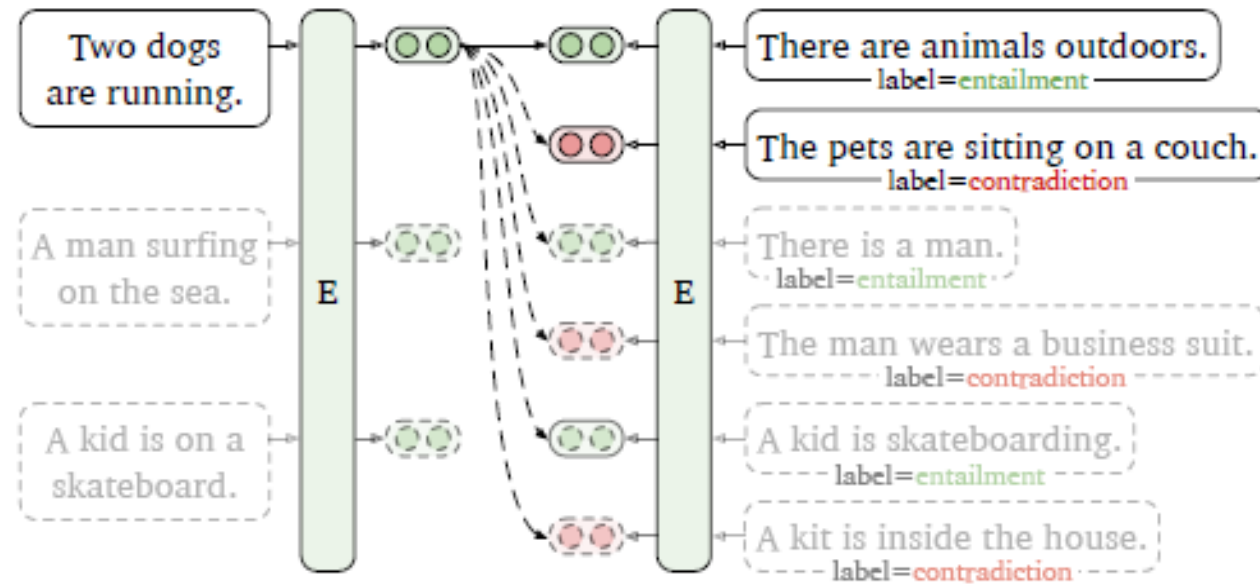 Two dogs
are running.
E
E
There are animals outdoors.
label=entailment
The pets are sitting on a couch.
label=contradiction
A man surfing
on the sea.
There is a man.
label=entailment
The man wears a business suit.
label=contradiction
A kid is on a
skateboard.
A kid is skateboarding.
label=entailment
A kit is inside the house.
label=contradiction